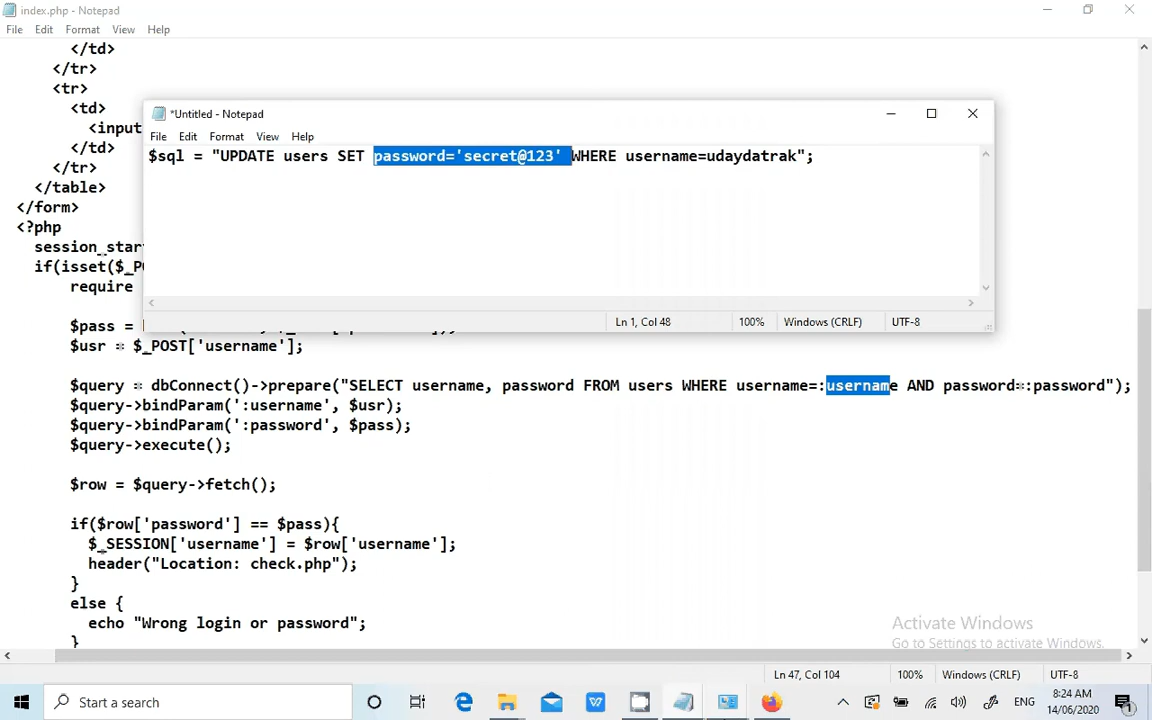 index.php - Notepad
File Edit Format View Help
</td>
</tr>
<tr>
<td>
<input
</td>
</tr>
</table>
</form>
<?php
session_star
if(isset($_P
require
*Untitled - Notepad
File Edit Format View Help
$sql = "UPDATE users SET password='secret@123' WHERE username=udaydatrak";
Ln 1, Col 48 100% Windows (CRLF) UTF-8
$pass =
$usr = $_POST['username'];
$query = dbConnect()->prepare("SELECT username, password FROM users WHERE username=:username AND password=:password");
$query->bindParam(':username', $usr);
$query->bindParam(':password', $pass);
$query->execute();
$row = $query->fetch();
if($row['password'] == $pass){
$_SESSION['username'] = $row['username'];
header("Location: check.php");
}
else {
echo "Wrong login or password";
}
Activate Windows
Go to Settings to activate Windows.
Ln 47, Col 104 100% Windows (CRLF) UTF-8
Start a search
ENG
8:24 AM
14/06/2020
1